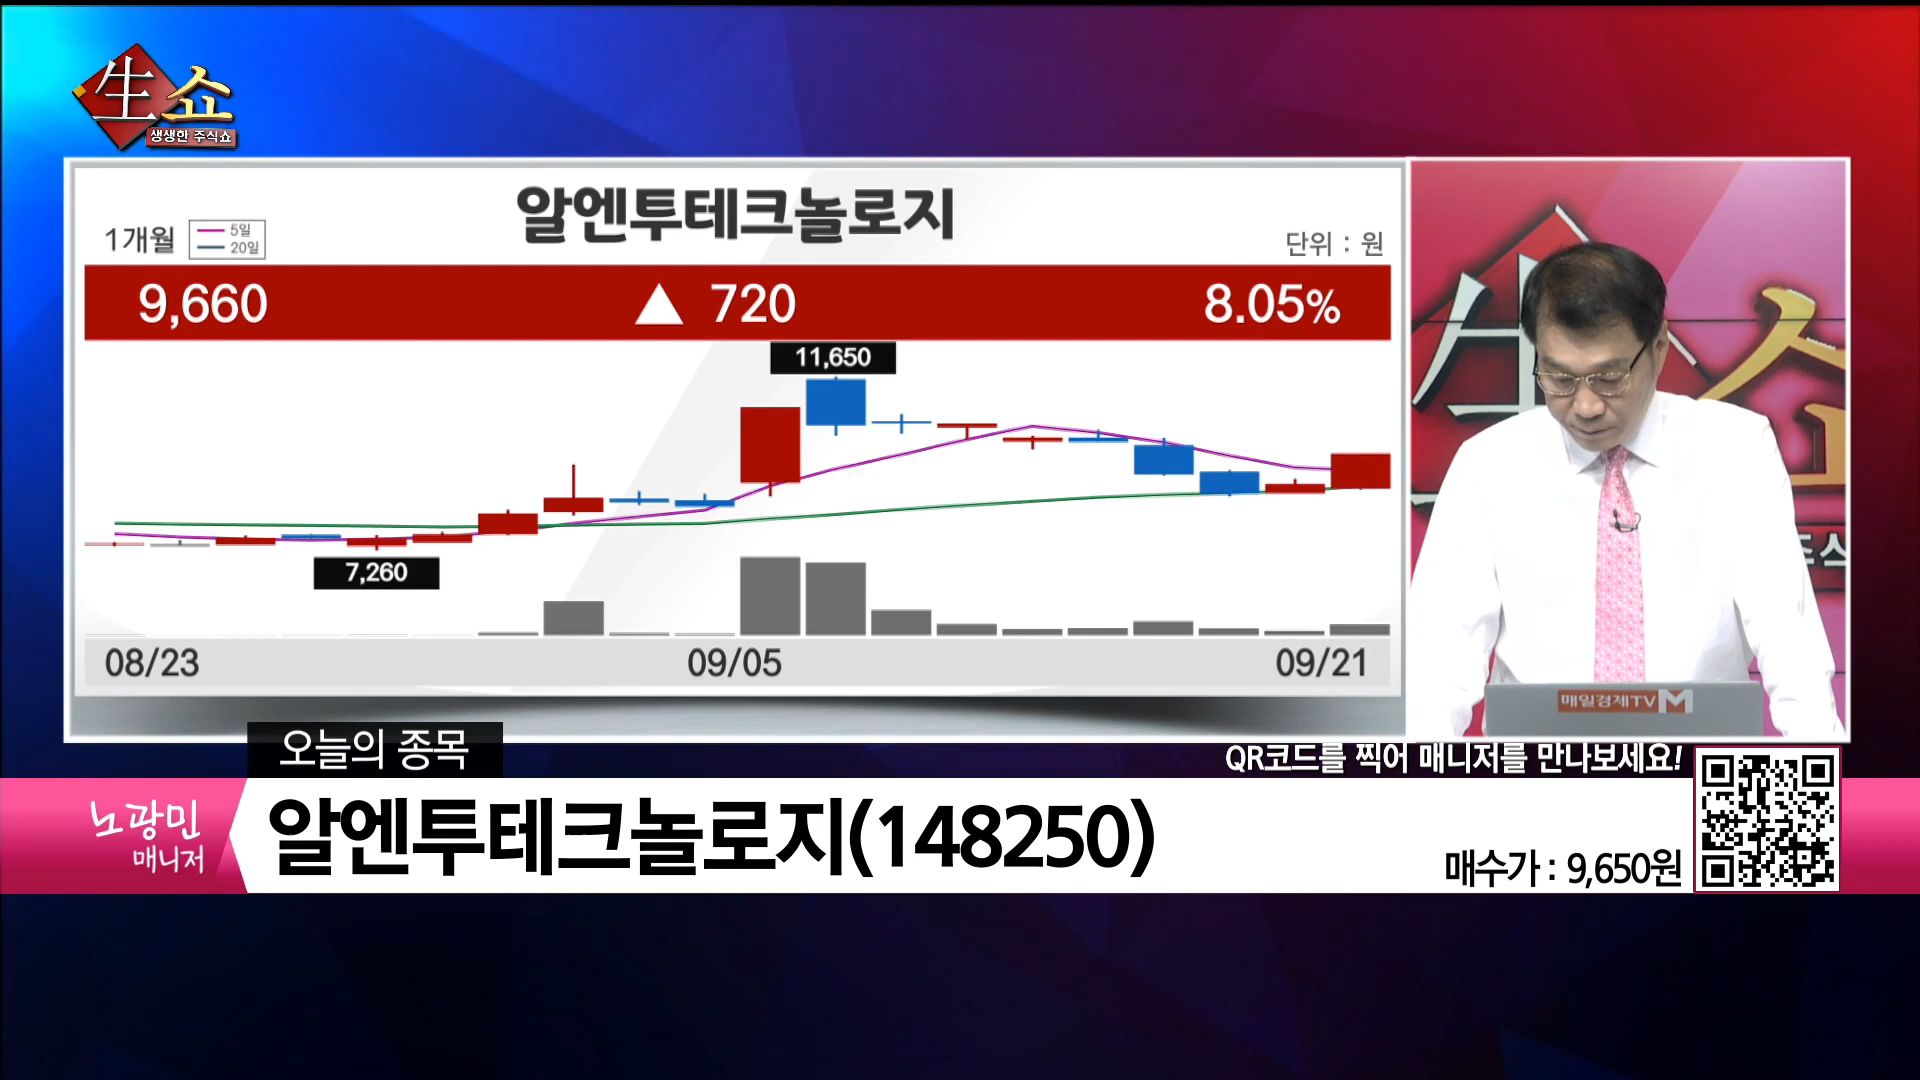 生쇼
생생한 주식쇼
알엔투테크놀로지
1개월
5일
20일
단위 : 원
9,660 ▲ 720 8.05%
11,650
7,260
08/23 09/05 09/21
生쇼
매일경제TV M
오늘의 종목
QR코드를 찍어 매니저를 만나보세요!
노광민
매니저
알엔투테크놀로지(148250)
매수가 : 9,650원